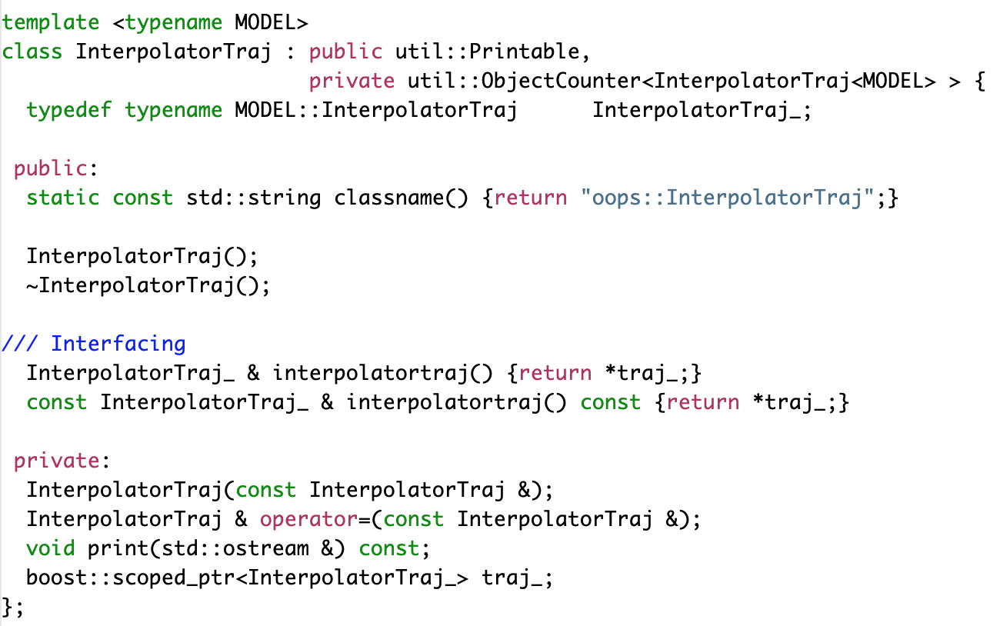 template <typename MODEL>
class InterpolatorTraj : public util::Printable,
                         private util::ObjectCounter<InterpolatorTraj<MODEL> > {
  typedef typename MODEL::InterpolatorTraj      InterpolatorTraj_;

 public:
  static const std::string classname() {return "oops::InterpolatorTraj";}

  InterpolatorTraj();
  ~InterpolatorTraj();

/// Interfacing
  InterpolatorTraj_ & interpolatortraj() {return *traj_;}
  const InterpolatorTraj_ & interpolatortraj() const {return *traj_;}

 private:
  InterpolatorTraj(const InterpolatorTraj &);
  InterpolatorTraj & operator=(const InterpolatorTraj &);
  void print(std::ostream &) const;
  boost::scoped_ptr<InterpolatorTraj_> traj_;
};